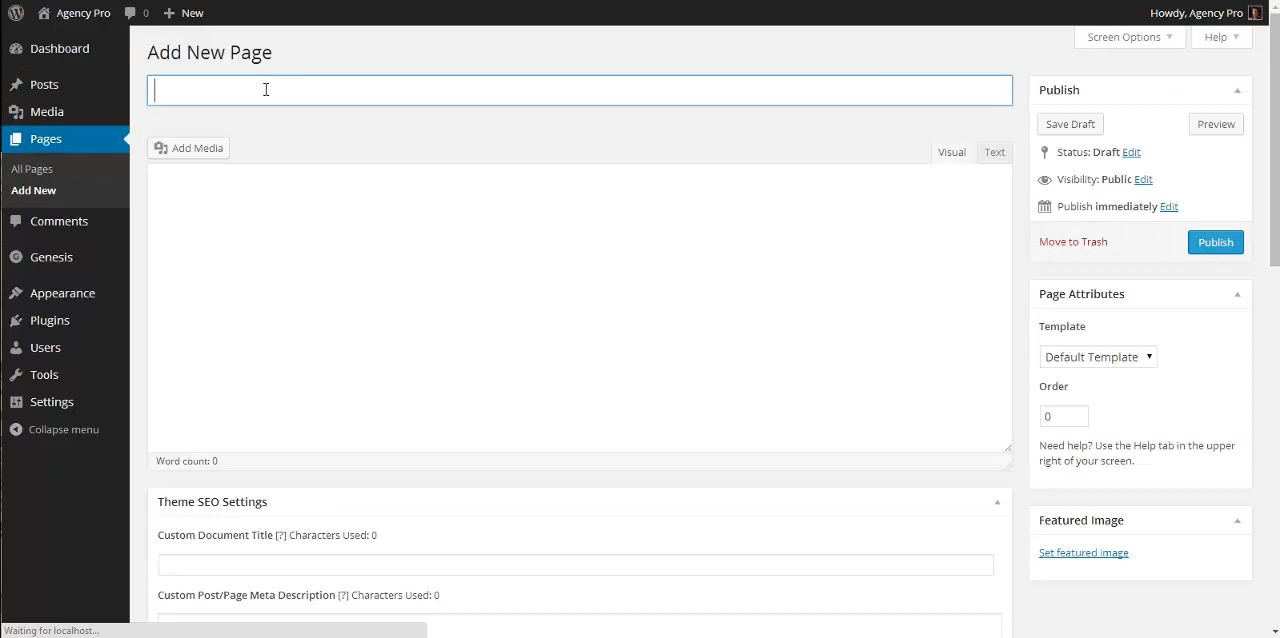 Agency Pro 0 New Howdy, Agency Pro
Screen Options Help
Dashboard
Posts
Media
Pages
All Pages
Add New
Comments
Genesis
Appearance
Plugins
Users
Tools
Settings
Collapse menu
Add New Page
Add Media
Visual Text
Word count: 0
Theme SEO Settings
Custom Document Title [?] Characters Used: 0
Custom Post/Page Meta Description [?] Characters Used: 0
Publish
Save Draft Preview
Status: Draft Edit
Visibility: Public Edit
Publish immediately Edit
Move to Trash Publish
Page Attributes
Template
Default Template
Order
0
Need help? Use the Help tab in the upper
right of your screen.
Featured Image
Set featured image
Waiting for localhost...